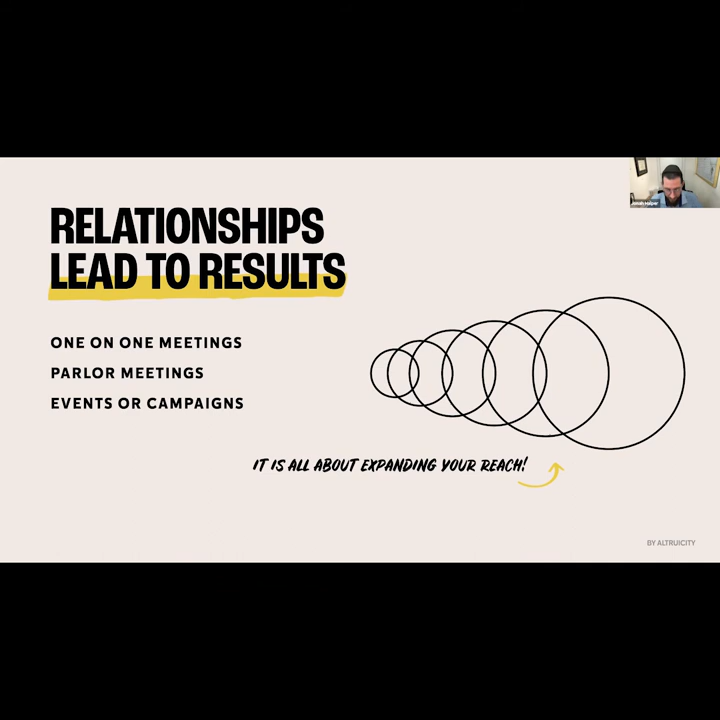 RELATIONSHIPS
LEAD TO RESULTS
ONE ON ONE MEETINGS
PARLOR MEETINGS
EVENTS OR CAMPAIGNS
IT IS ALL ABOUT EXPANDING YOUR REACH!
BY ALTRUICITY